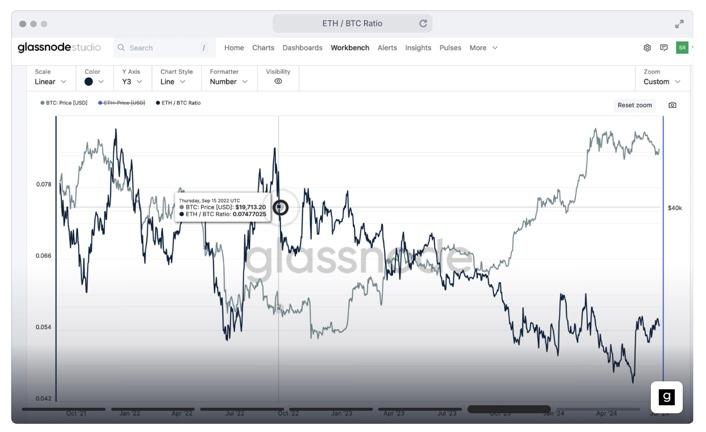 ETH / BTC Ratio
glassnode studio Search / Home Charts Dashboards Workbench Alerts Insights Pulses More SR
Scale Color Y Axis Chart Style Formatter Visibility Zoom
Linear Y3 Line Number Custom
BTC: Price [USD] ETH: Price [USD] ETH / BTC Ratio Reset zoom
0.078
Thursday, Sep 15 2022 UTC
BTC: Price [USD]: $19,713.20
ETH / BTC Ratio: 0.07477025
$40k
0.066
glassnode
0.054
0.042
g
Oct '21 Jan '22 Apr '22 Jul '22 Oct '22 Jan '23 Apr '23 Jul '23 Oct '23 Jan '24 Apr '24